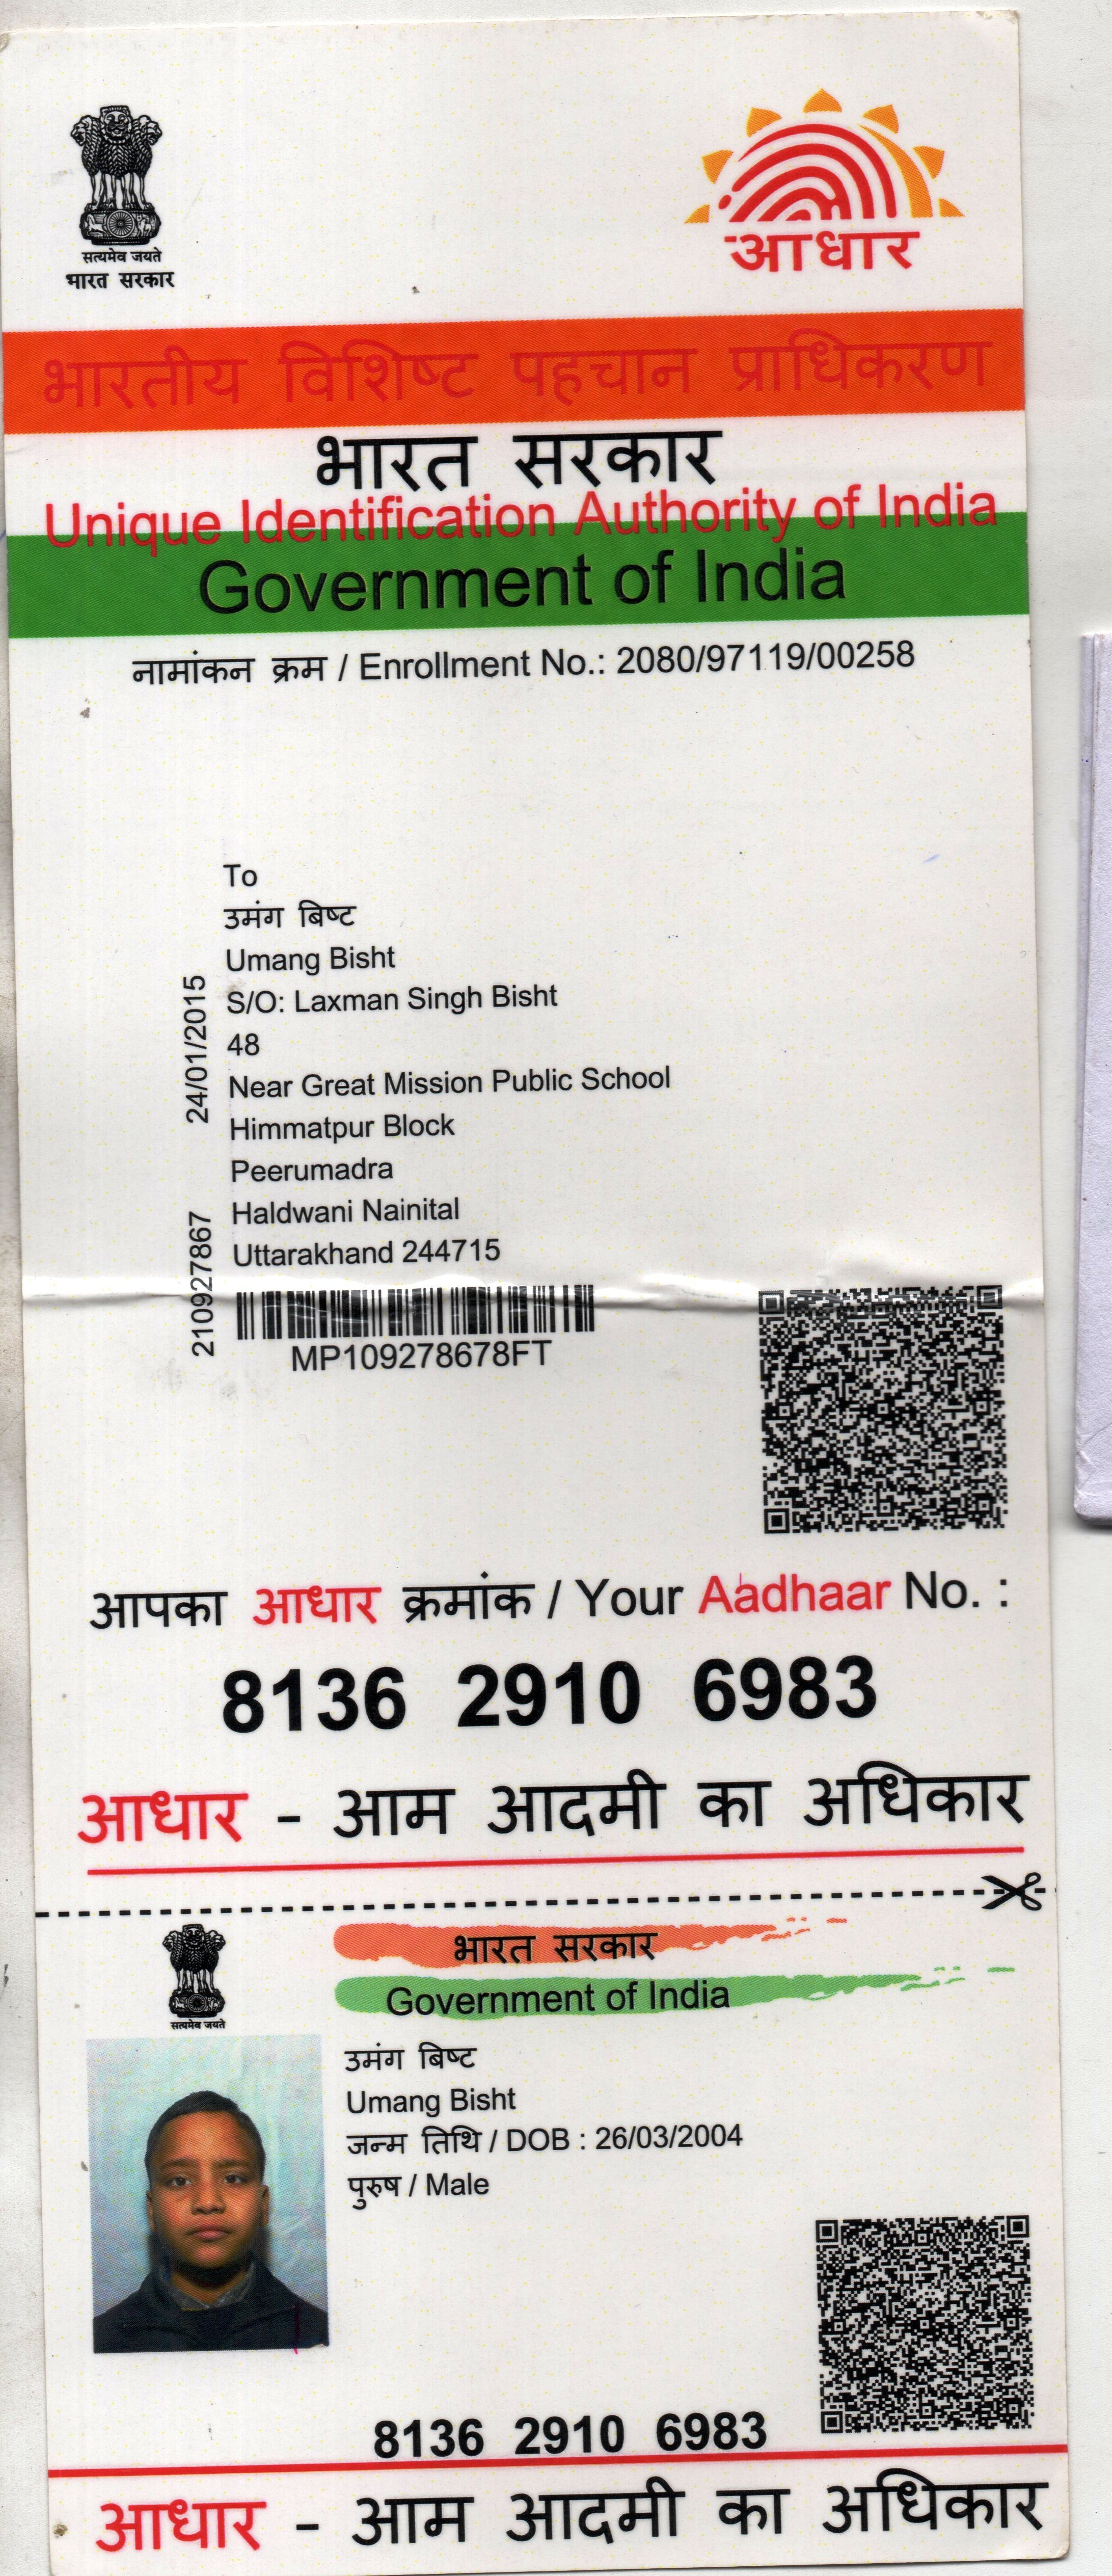 सत्यमेव जयते
भारत सरकार
आधार
भारतीय विशिष्ट पहचान प्राधिकरण
भारत सरकार
Unique Identification Authority of India
Government of India
नामांकन क्रम / Enrollment No.: 2080/97119/00258
To
उमंग बिष्ट
Umang Bisht
S/O: Laxman Singh Bisht
48
Near Great Mission Public School
Himmatpur Block
Peerumadra
Haldwani Nainital
Uttarakhand 244715
24/01/2015
210927867
MP109278678FT
आपका आधार क्रमांक / Your Aadhaar No. :
8136 2910 6983
आधार - आम आदमी का अधिकार
सत्यमेव जयते
भारत सरकार
Government of India
उमंग बिष्ट
Umang Bisht
जन्म तिथि / DOB : 26/03/2004
पुरुष / Male
8136 2910 6983
आधार - आम आदमी का अधिकार